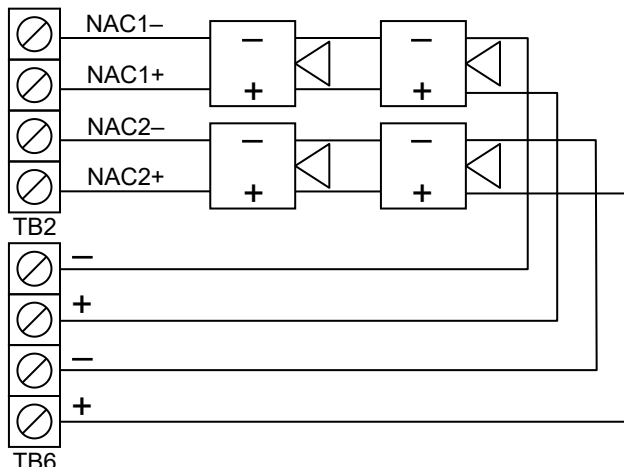 NAC1–
– –
NAC1+
+ +
NAC2–
– –
NAC2+
+ +
TB2
–
+
–
+
TB6